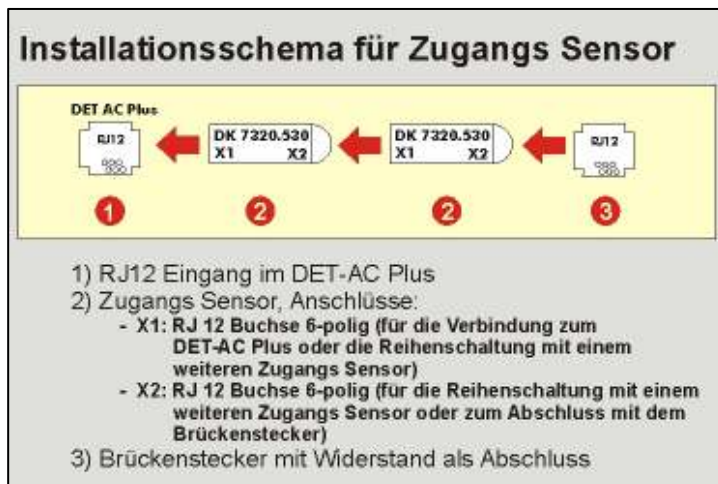 Installationsschema für Zugangs Sensor
DET AC Plus
RJ12
DK 7320.530
X1 X2
DK 7320.530
X1 X2
RJ12
1 2 2 3
1) RJ12 Eingang im DET-AC Plus
2) Zugangs Sensor, Anschlüsse:
- X1: RJ 12 Buchse 6-polig (für die Verbindung zum
DET-AC Plus oder die Reihenschaltung mit einem
weiteren Zugangs Sensor)
- X2: RJ 12 Buchse 6-polig (für die Reihenschaltung mit einem
weiteren Zugangs Sensor oder zum Abschluss mit dem
Brückenstecker)
3) Brückenstecker mit Widerstand als Abschluss